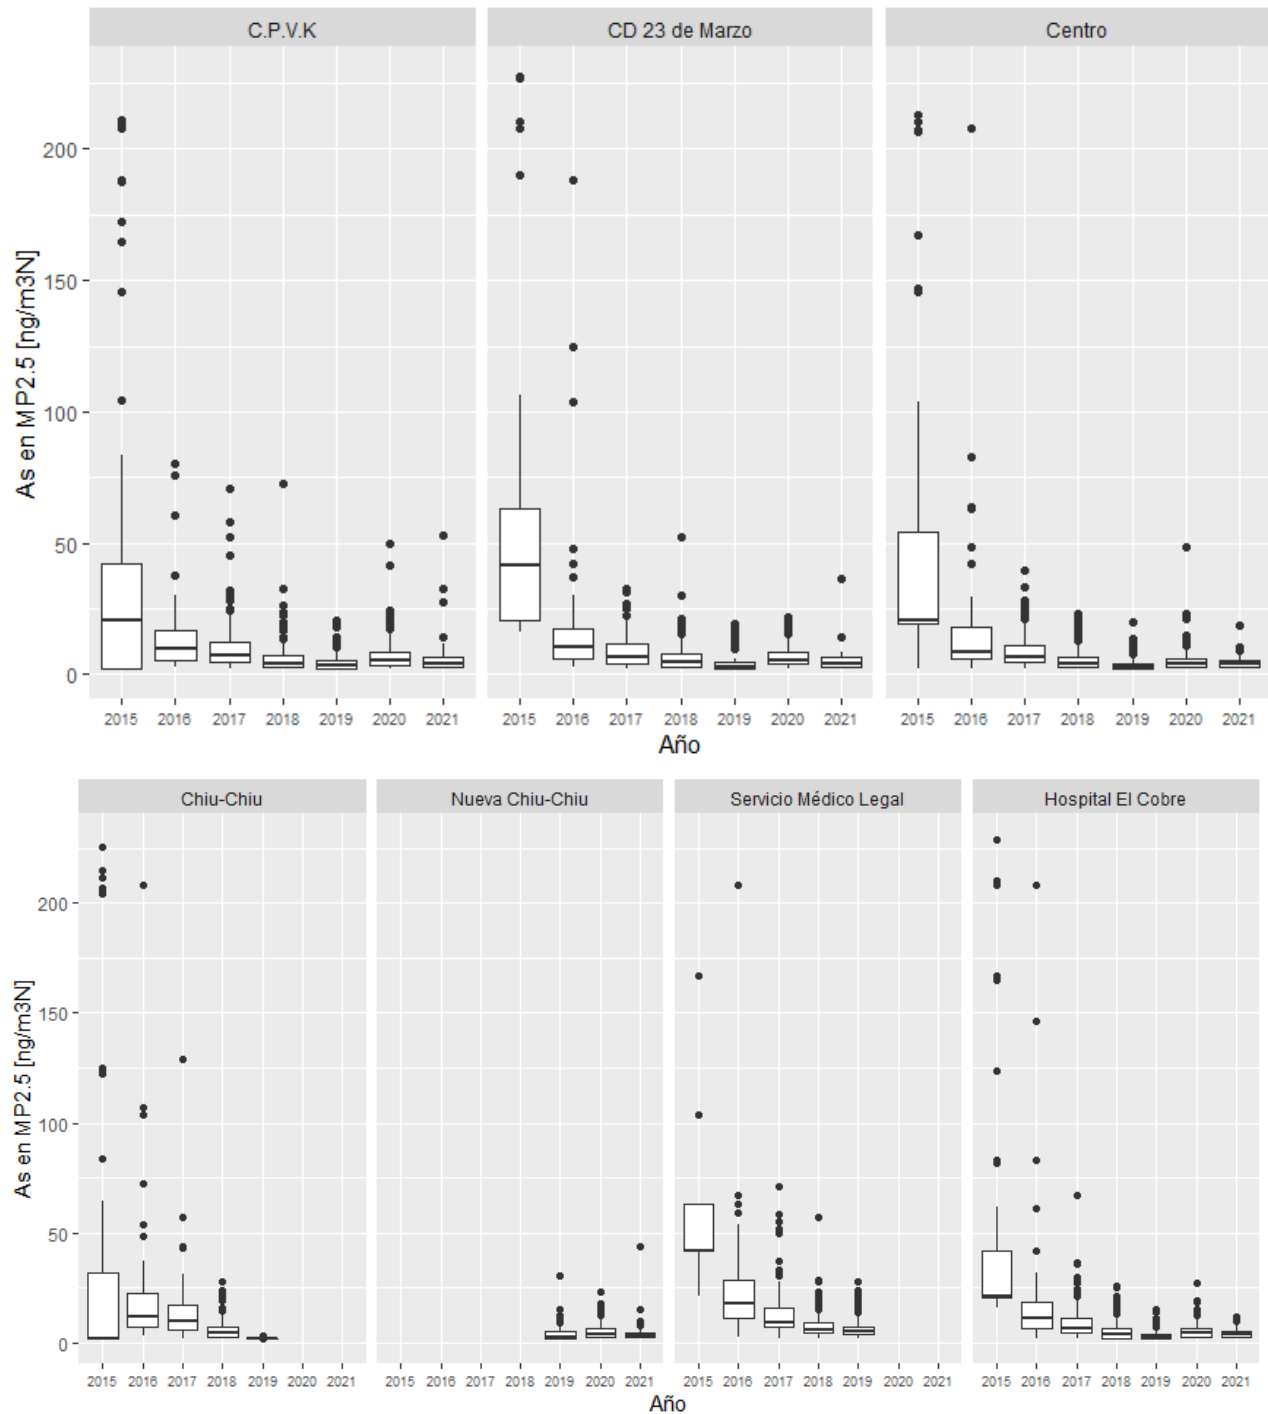 C.P.V.K CD 23 de Marzo Centro
As en MP2.5 [ng/m3N]
200
150
100
50
0
2015 2016 2017 2018 2019 2020 2021 2015 2016 2017 2018 2019 2020 2021 2015 2016 2017 2018 2019 2020 2021
Año
Chiu-Chiu Nueva Chiu-Chiu Servicio Médico Legal Hospital El Cobre
As en MP2.5 [ng/m3N]
200
150
100
50
0
2015 2016 2017 2018 2019 2020 2021 2015 2016 2017 2018 2019 2020 2021 2015 2016 2017 2018 2019 2020 2021 2015 2016 2017 2018 2019 2020 2021
Año